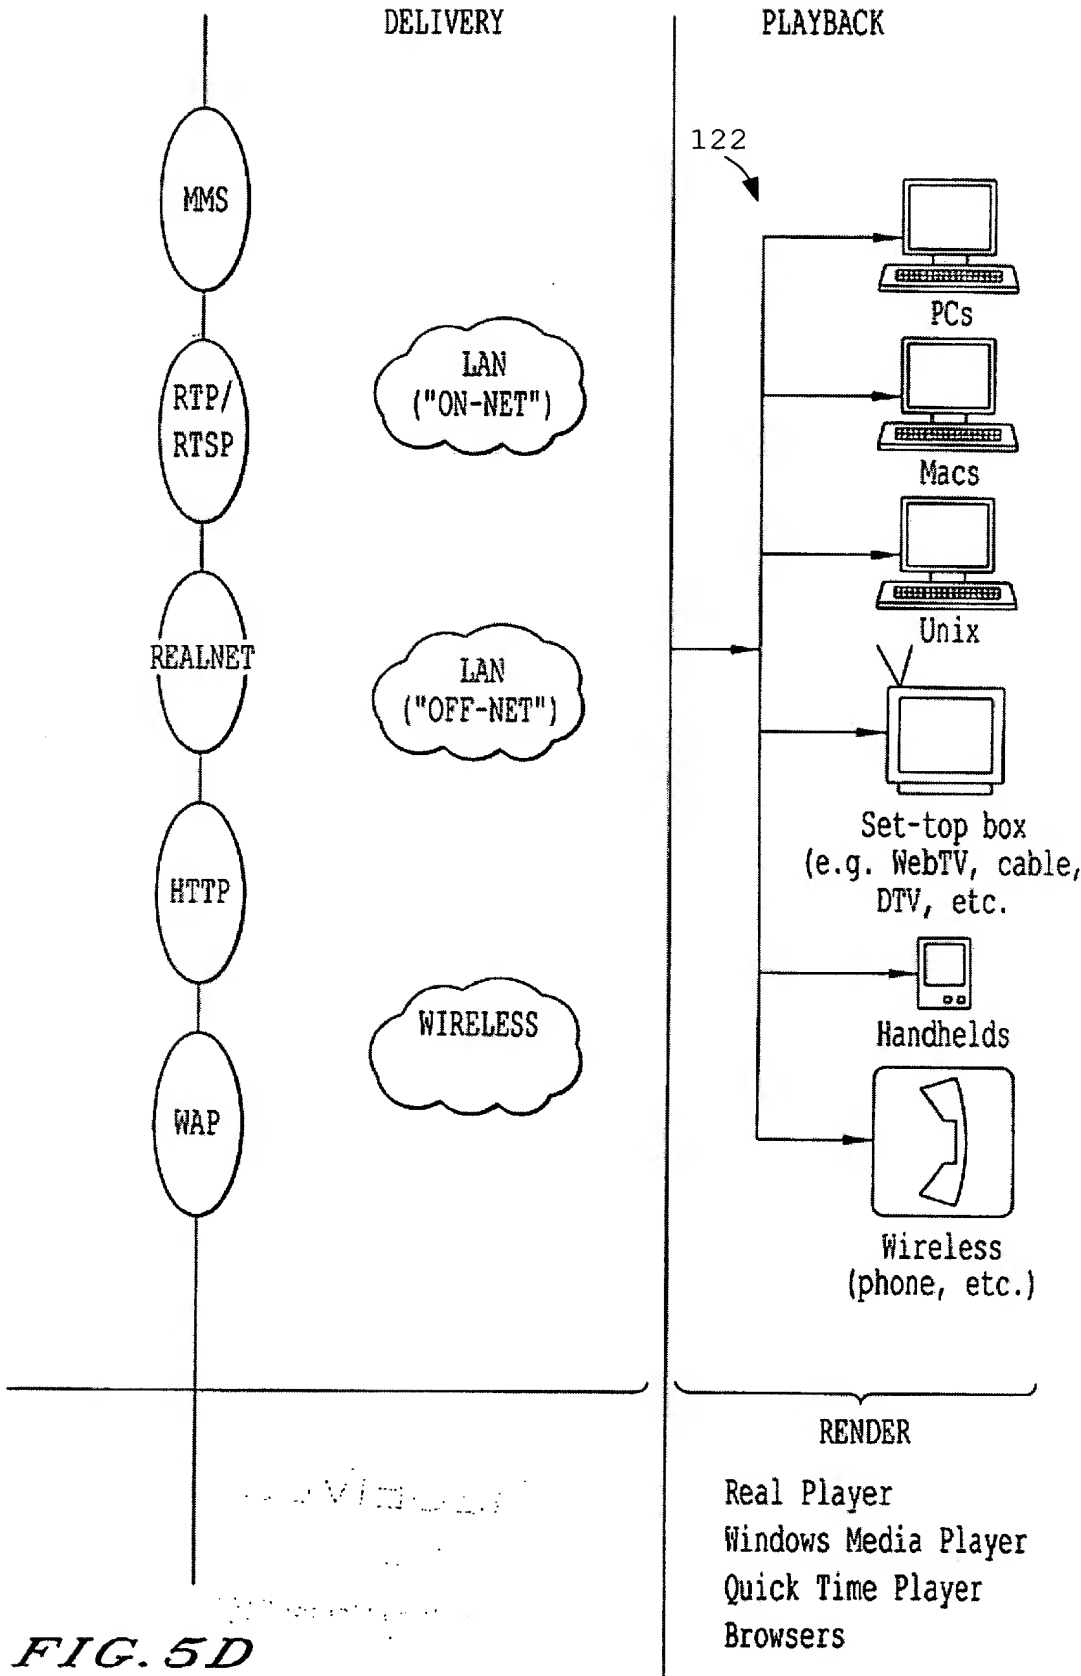 DELIVERY
PLAYBACK
MMS
RTP/
RTSP
REALNET
HTTP
WAP
LAN
("ON-NET")
LAN
("OFF-NET")
WIRELESS
122
PCs
Macs
Unix
Set-top box
(e.g. WebTV, cable,
DTV, etc.
Handhelds
Wireless
(phone, etc.)
RENDER
Real Player
Windows Media Player
Quick Time Player
Browsers
FIG. 5D